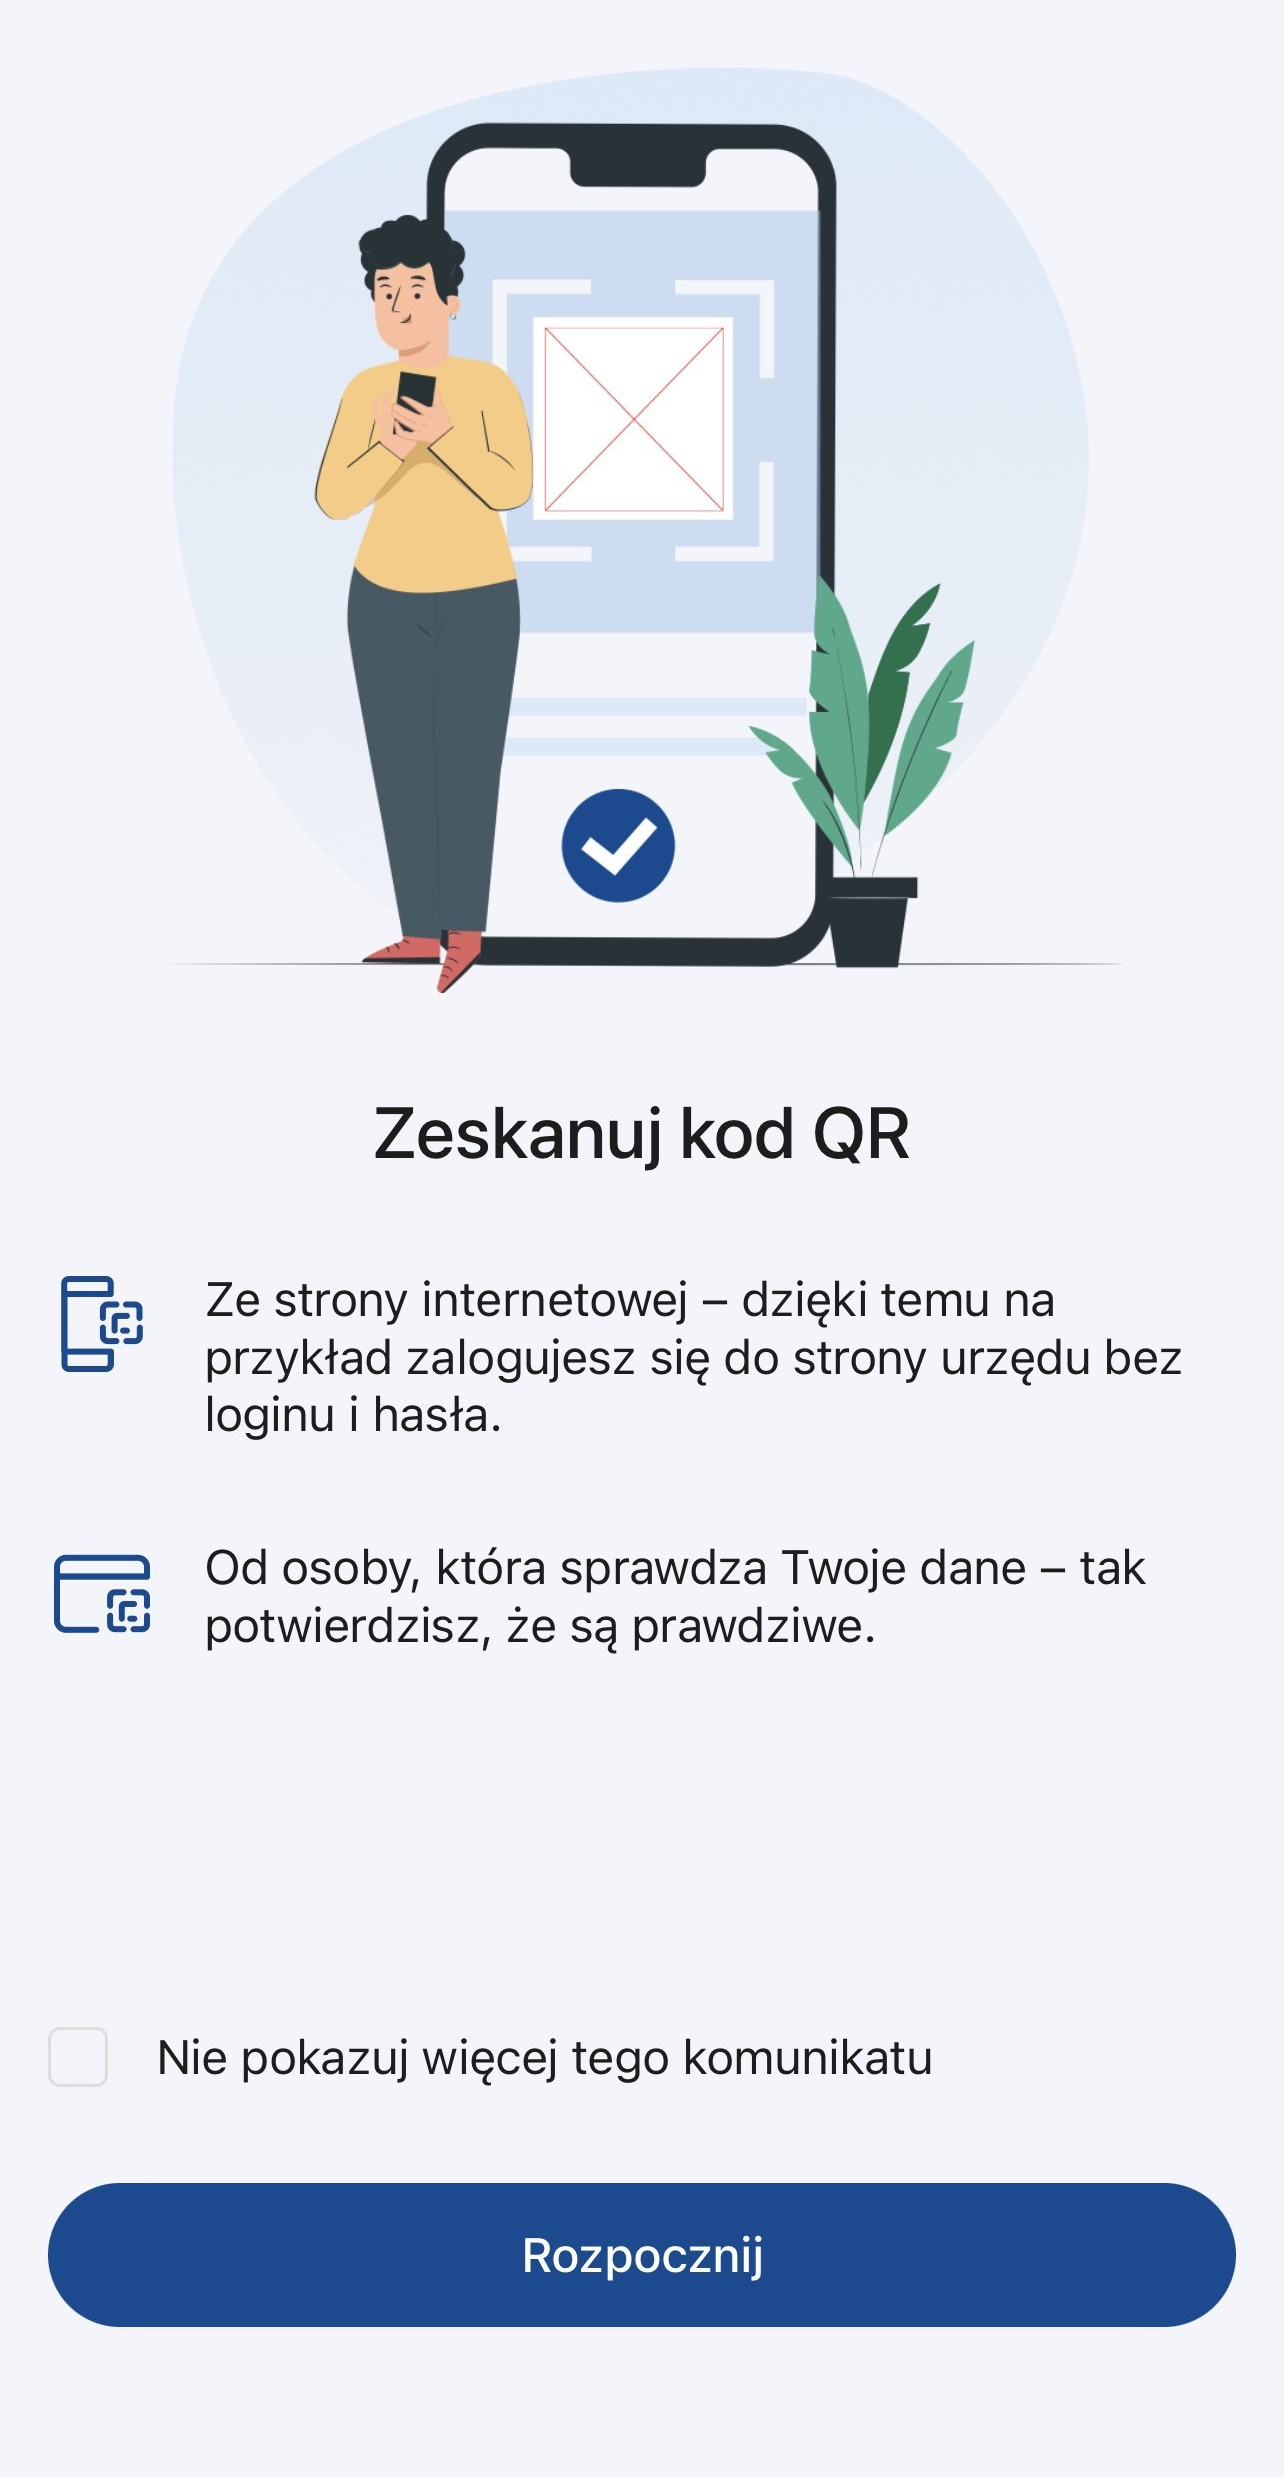 Zeskanuj kod QR
Ze strony internetowej – dzięki temu na
przykład zalogujesz się do strony urzędu bez
loginu i hasła.
Od osoby, która sprawdza Twoje dane – tak
potwierdzisz, że są prawdziwe.
Nie pokazuj więcej tego komunikatu
Rozpocznij